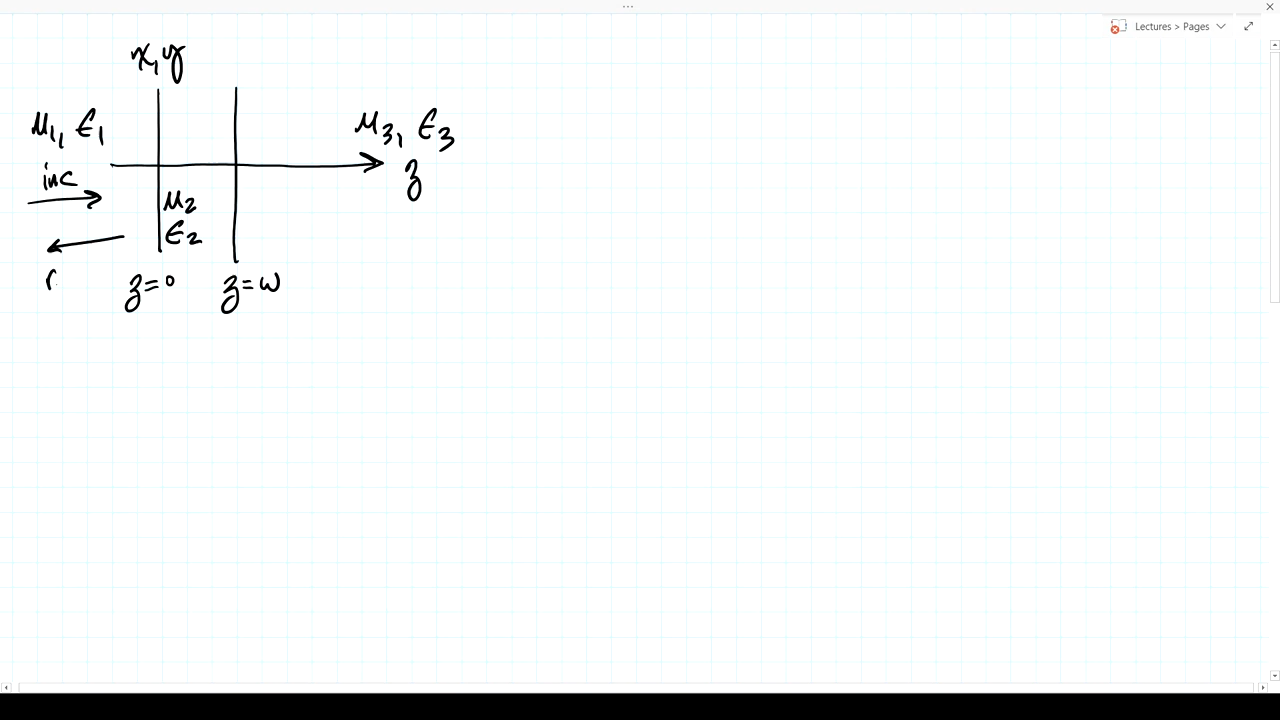 Lectures > Pages
x, y
μ₁, ε₁
μ₃, ε₃
inc
z
μ₂
ε₂
r
z=0
z=w